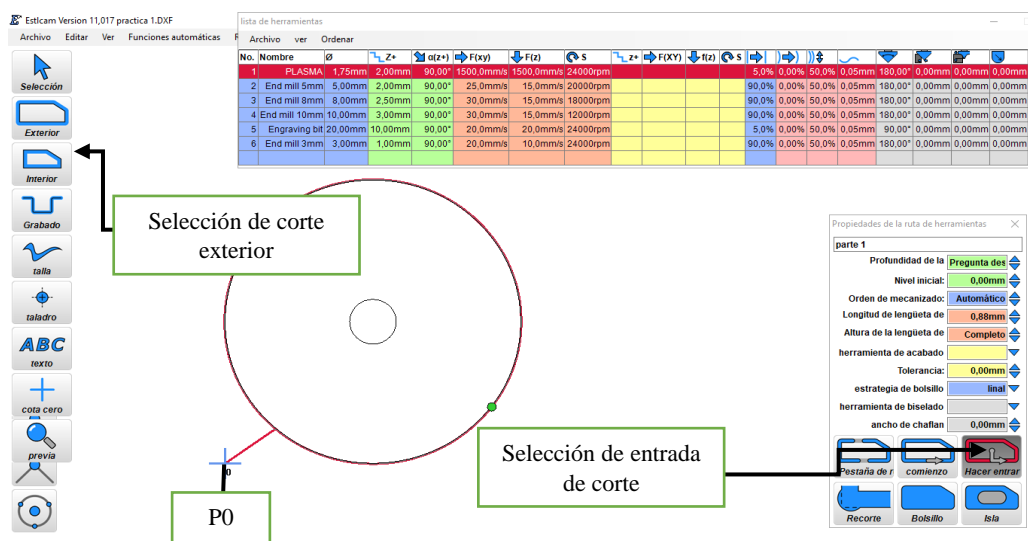 Estlcam Version 11,017 practica 1.DXF
Archivo Editar Ver Funciones automáticas
lista de herramientas
Archivo ver Ordenar
No. Nombre Ø Z+ α(z+) F(xy) F(z) S z+ F(XY) f(z) S
1 PLASMA 1,75mm 2,00mm 90,00° 1500,0mm/s 1500,0mm/s 24000rpm 5,0% 0,00% 50,0% 0,05mm 180,00° 0,00mm 0,00mm 0,00mm
2 End mill 5mm 5,00mm 2,00mm 90,00° 25,0mm/s 15,0mm/s 20000rpm 90,0% 0,00% 50,0% 0,05mm 180,00° 0,00mm 0,00mm 0,00mm
3 End mill 8mm 8,00mm 2,50mm 90,00° 30,0mm/s 15,0mm/s 18000rpm 90,0% 0,00% 50,0% 0,05mm 180,00° 0,00mm 0,00mm 0,00mm
4 End mill 10mm 10,00mm 3,00mm 90,00° 30,0mm/s 15,0mm/s 12000rpm 90,0% 0,00% 50,0% 0,05mm 180,00° 0,00mm 0,00mm 0,00mm
5 Engraving bit 20,00mm 10,00mm 90,00° 20,0mm/s 20,0mm/s 24000rpm 5,0% 0,00% 50,0% 0,05mm 90,00° 0,00mm 0,00mm 0,00mm
6 End mill 3mm 3,00mm 1,00mm 90,00° 20,0mm/s 10,0mm/s 24000rpm 90,0% 0,00% 50,0% 0,05mm 180,00° 0,00mm 0,00mm 0,00mm
Selección
Exterior
Interior
Grabado
talla
taladro
ABC
texto
cota cero
previa
Selección de corte
exterior
0
P0
Selección de entrada
de corte
Propiedades de la ruta de herramientas
parte 1
Profundidad de la Pregunta des
Nivel inicial: 0,00mm
Orden de mecanizado: Automático
Longitud de lengüeta de 0,88mm
Altura de la lengüeta de Completo
herramienta de acabado
Tolerancia: 0,00mm
estrategia de bolsillo linal
herramienta de biselado
ancho de chaflan 0,00mm
Pestaña de r comienzo Hacer entrar
Recorte Bolsillo Isla